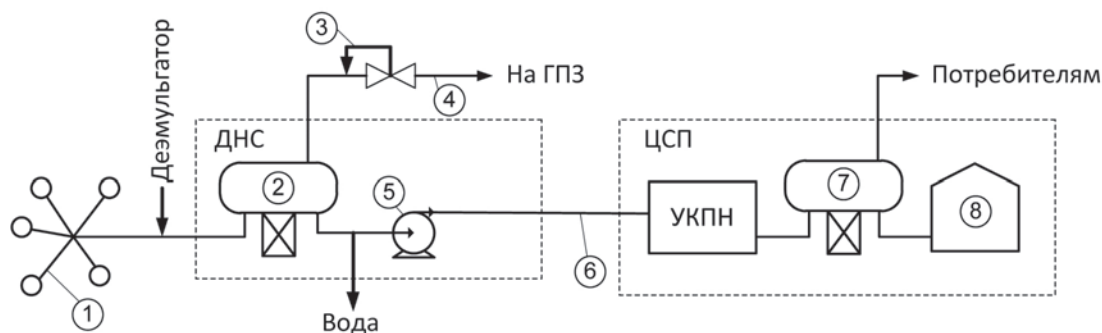 3
На ГПЗ
4
Потребителям
Деэмульгатор
ДНС
ЦСП
2
5
7
УКПН
8
6
1
Вода